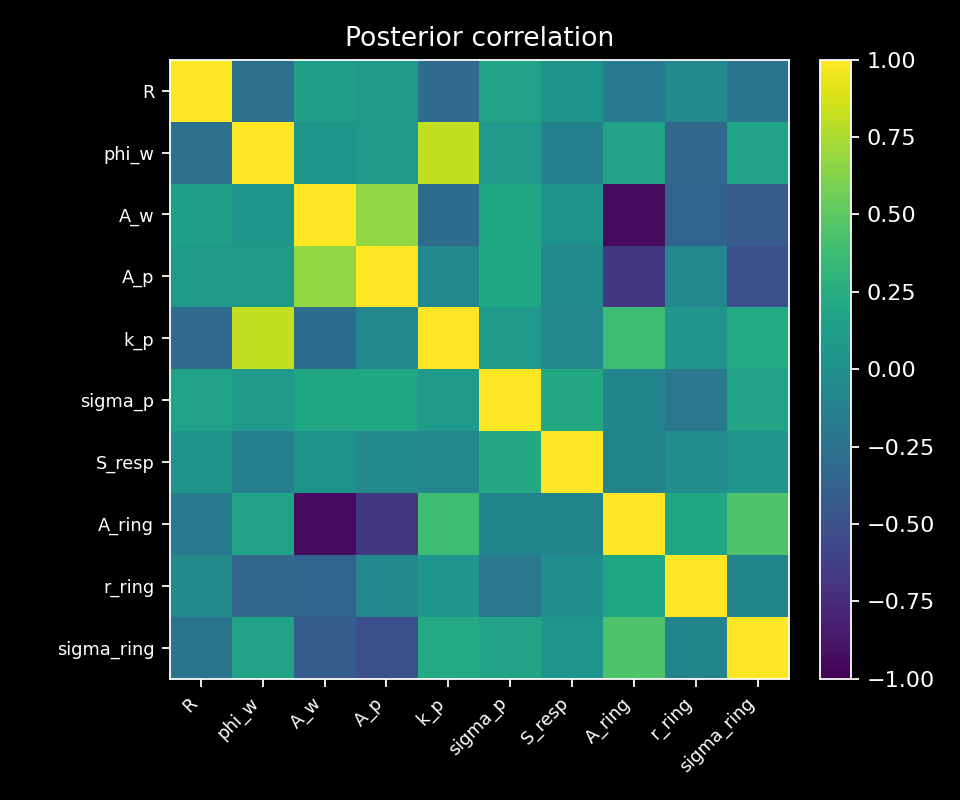 Posterior correlation
R
phi_w
A_w
A_p
k_p
sigma_p
S_resp
A_ring
r_ring
sigma_ring
R
phi_w
A_w
A_p
k_p
sigma_p
S_resp
A_ring
r_ring
sigma_ring
1.00
0.75
0.50
0.25
0.00
−0.25
−0.50
−0.75
−1.00